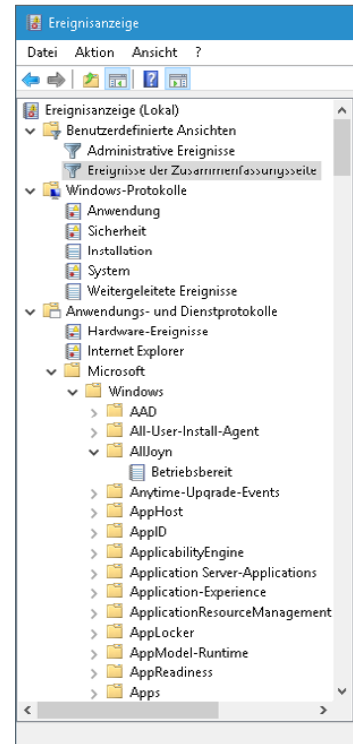 Ereignisanzeige
Datei Aktion Ansicht ?
Ereignisanzeige (Lokal)
Benutzerdefinierte Ansichten
Administrative Ereignisse
Ereignisse der Zusammenfassungsseite
Windows-Protokolle
Anwendung
Sicherheit
Installation
System
Weitergeleitete Ereignisse
Anwendungs- und Dienstprotokolle
Hardware-Ereignisse
Internet Explorer
Microsoft
Windows
AAD
All-User-Install-Agent
AllJoyn
Betriebsbereit
Anytime-Upgrade-Events
AppHost
AppID
ApplicabilityEngine
Application Server-Applications
Application-Experience
ApplicationResourceManagement
AppLocker
AppModel-Runtime
AppReadiness
Apps